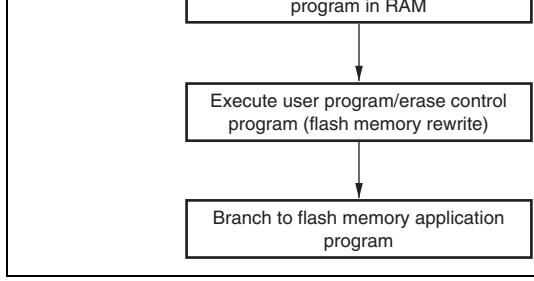 program in RAM
Execute user program/erase control
program (flash memory rewrite)
Branch to flash memory application
program